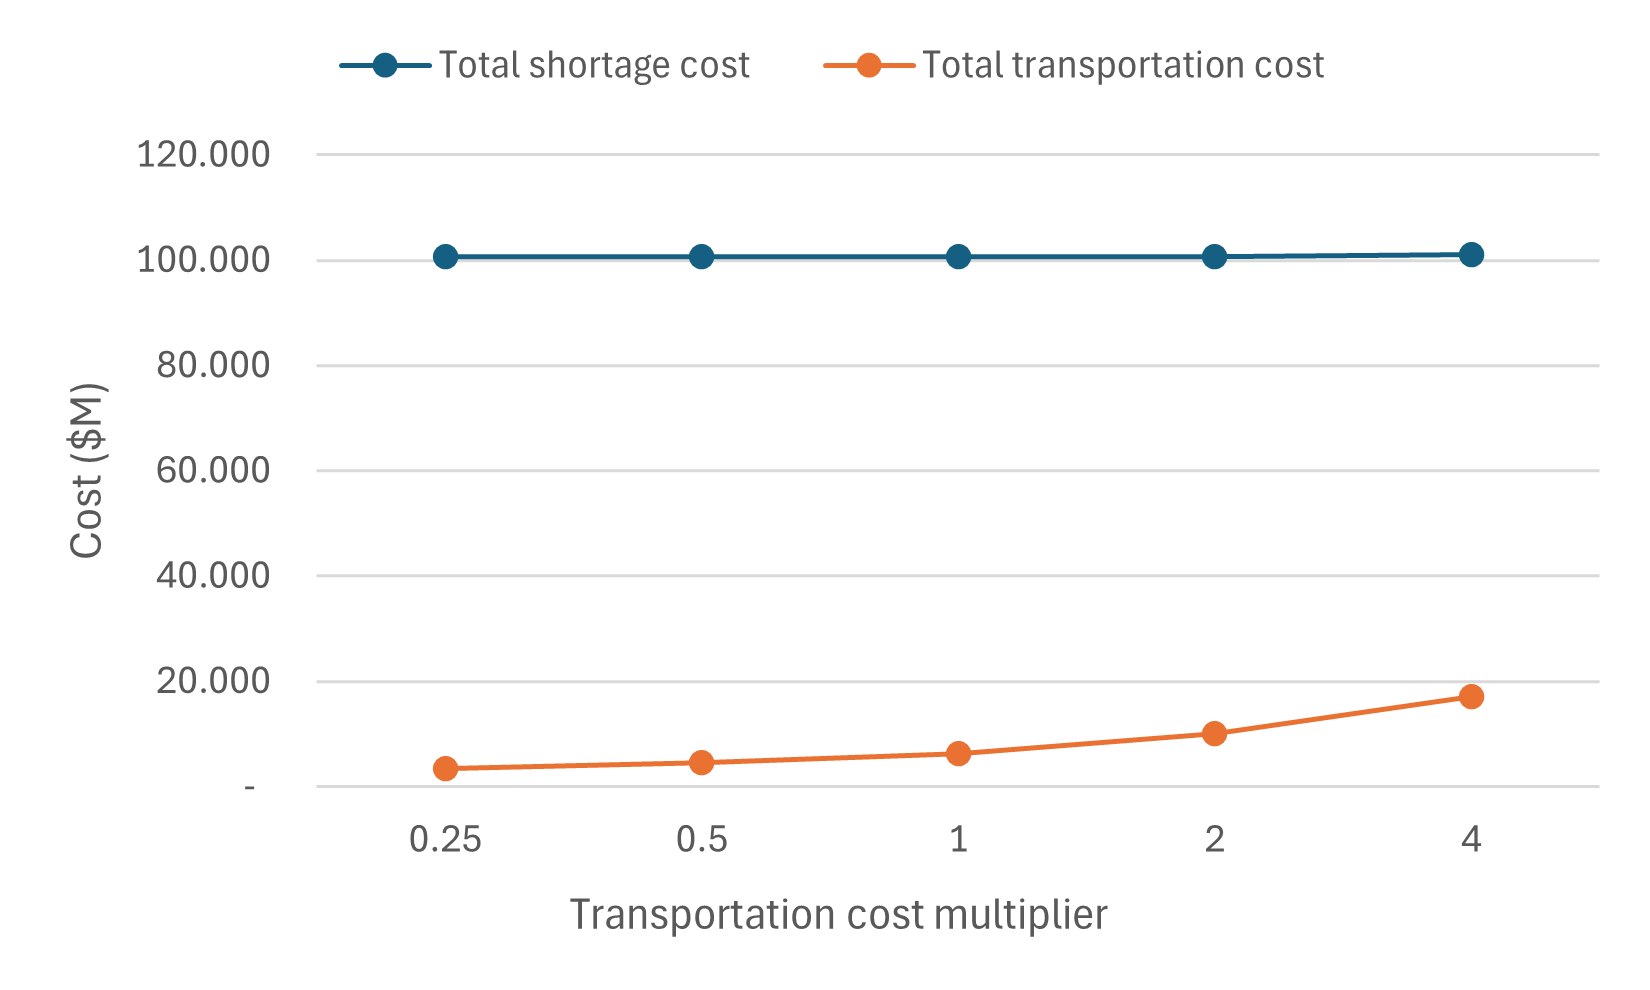 Total shortage cost Total transportation cost
120.000
100.000
80.000
60.000
40.000
20.000
-
Cost ($M)
0.25 0.5 1 2 4
Transportation cost multiplier